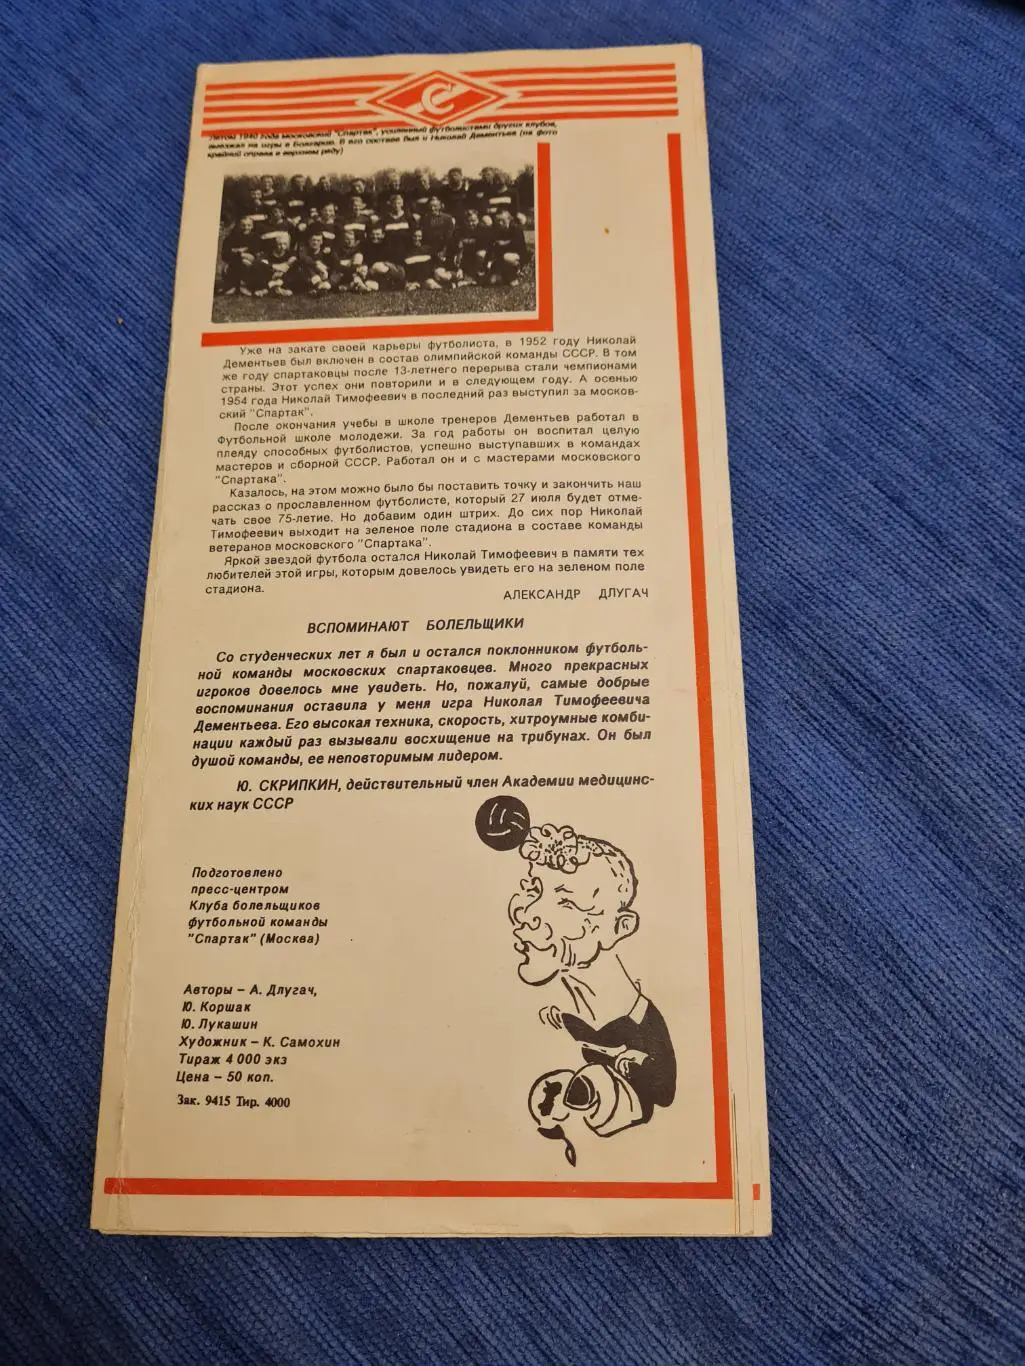 С
Летом 1940 года московский "Спартак", усиленный футболистами других клубов,
выезжал на игры в Болгарию. В его составе был и Николай Дементьев (на фото
крайний справа в верхнем ряду)
Уже на закате своей карьеры футболиста, в 1952 году Николай
Дементьев был включен в состав олимпийской команды СССР. В том
же году спартаковцы после 13-летнего перерыва стали чемпионами
страны. Этот успех они повторили и в следующем году. А осенью
1954 года Николай Тимофеевич в последний раз выступил за москов-
ский "Спартак".
После окончания учебы в школе тренеров Дементьев работал в
Футбольной школе молодежи. За год работы он воспитал целую
плеяду способных футболистов, успешно выступавших в командах
мастеров и сборной СССР. Работал он и с мастерами московского
"Спартака".
Казалось, на этом можно было бы поставить точку и закончить наш
рассказ о прославленном футболисте, который 27 июля будет отме-
чать свое 75-летие. Но добавим один штрих. До сих пор Николай
Тимофеевич выходит на зеленое поле стадиона в составе команды
ветеранов московского "Спартака".
Яркой звездой футбола остался Николай Тимофеевич в памяти тех
любителей этой игры, которым довелось увидеть его на зеленом поле
стадиона.
АЛЕКСАНДР ДЛУГАЧ
ВСПОМИНАЮТ БОЛЕЛЬЩИКИ
Со студенческих лет я был и остался поклонником футболь-
ной команды московских спартаковцев. Много прекрасных
игроков довелось мне увидеть. Но, пожалуй, самые добрые
воспоминания оставила у меня игра Николая Тимофеевича
Дементьева. Его высокая техника, скорость, хитроумные комби-
нации каждый раз вызывали восхищение на трибунах. Он был
душой команды, ее неповторимым лидером.
Ю. СКРИПКИН, действительный член Академии медицинс-
ких наук СССР
Подготовлено
пресс-центром
Клуба болельщиков
футбольной команды
"Спартак" (Москва)
Авторы – А. Длугач,
Ю. Коршак
Ю. Лукашин
Художник – К. Самохин
Тираж 4 000 экз
Цена – 50 коп.
Зак. 9415 Тир. 4000